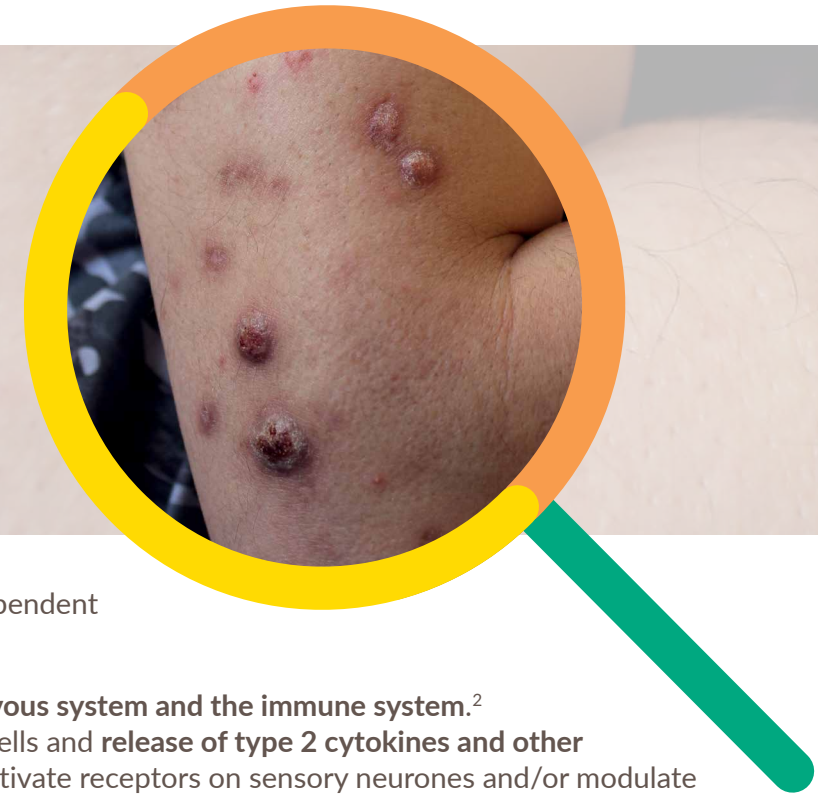 vous system and the immune system.2
ells and release of type 2 cytokines and other
tivate receptors on sensory neurones and/or modulate